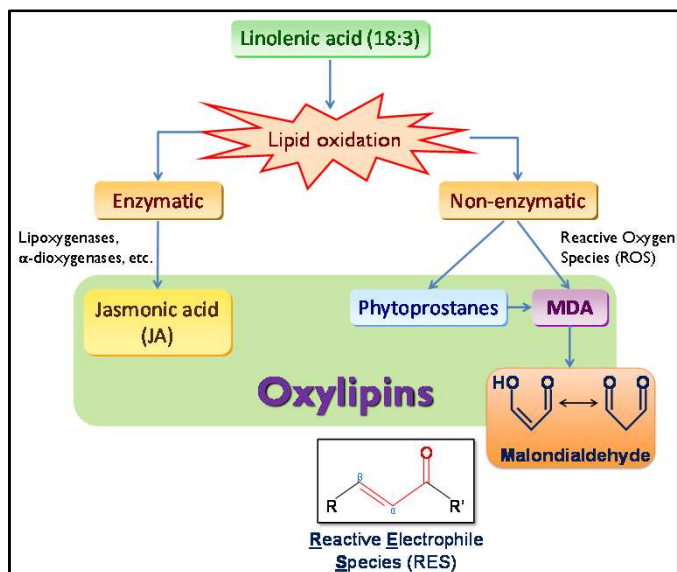 Linolenic acid (18:3)
Lipid oxidation
Enzymatic
Non-enzymatic
Lipoxygenases,
α-dioxygenases, etc.
Reactive Oxygen
Species (ROS)
Jasmonic acid
(JA)
Phytoprostanes
MDA
Oxylipins
HO
O
O
O
Malondialdehyde
O
β
R
α
R'
Reactive Electrophile
Species (RES)